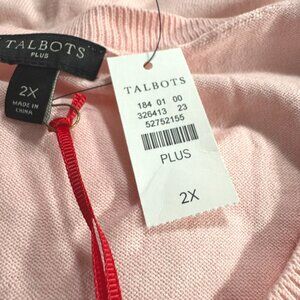 TALBOTS
PLUS
2X
MADE IN
CHINA
TALBOTS
184 01 00
326413 23
52752155
PLUS
2X